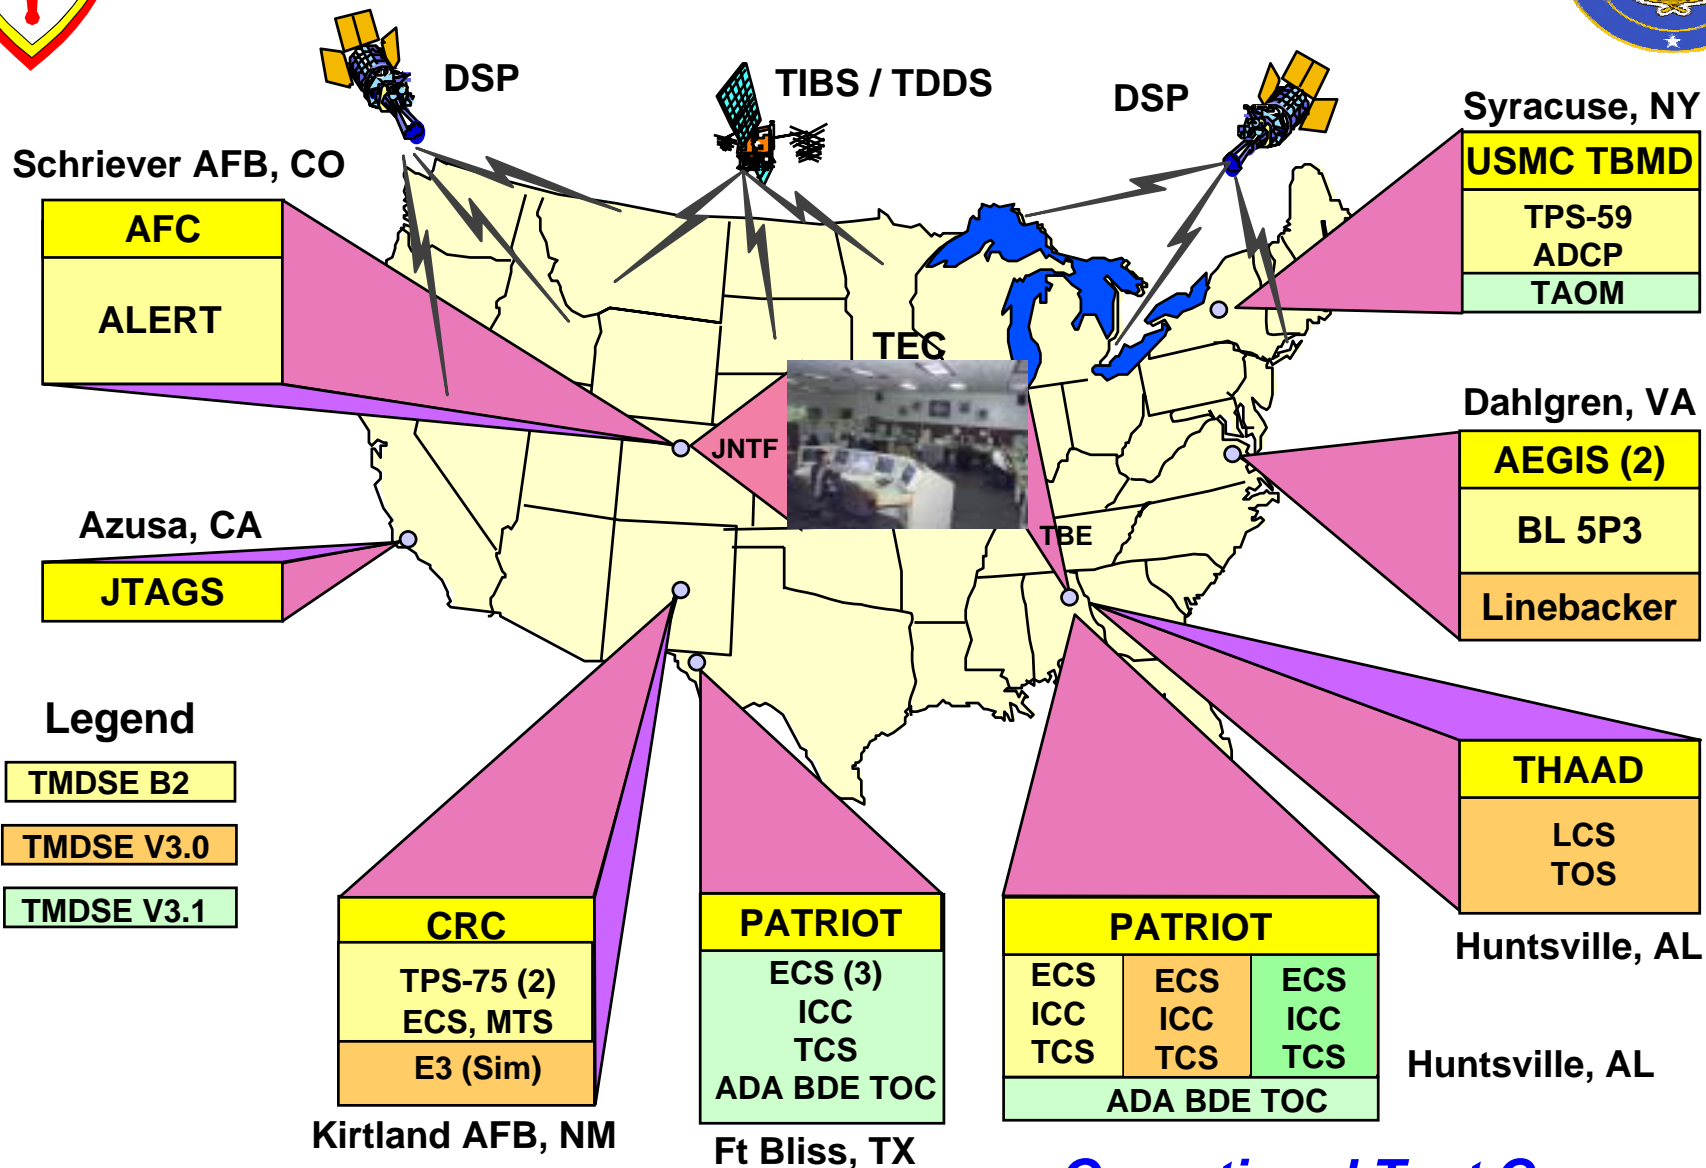 DSP
TIBS / TDDS
DSP
Syracuse, NY
USMC TBMD
TPS-59
ADCP
TAOM
Schriever AFB, CO
AFC
ALERT
TEC
JNTF
TBE
Dahlgren, VA
AEGIS (2)
BL 5P3
Linebacker
Azusa, CA
JTAGS
Legend
TMDSE B2
TMDSE V3.0
TMDSE V3.1
CRC
TPS-75 (2)
ECS, MTS
E3 (Sim)
Kirtland AFB, NM
PATRIOT
ECS (3)
ICC
TCS
ADA BDE TOC
Ft Bliss, TX
PATRIOT
ECS ECS ECS
ICC ICC ICC
TCS TCS TCS
ADA BDE TOC
Huntsville, AL
THAAD
LCS
TOS
Huntsville, AL